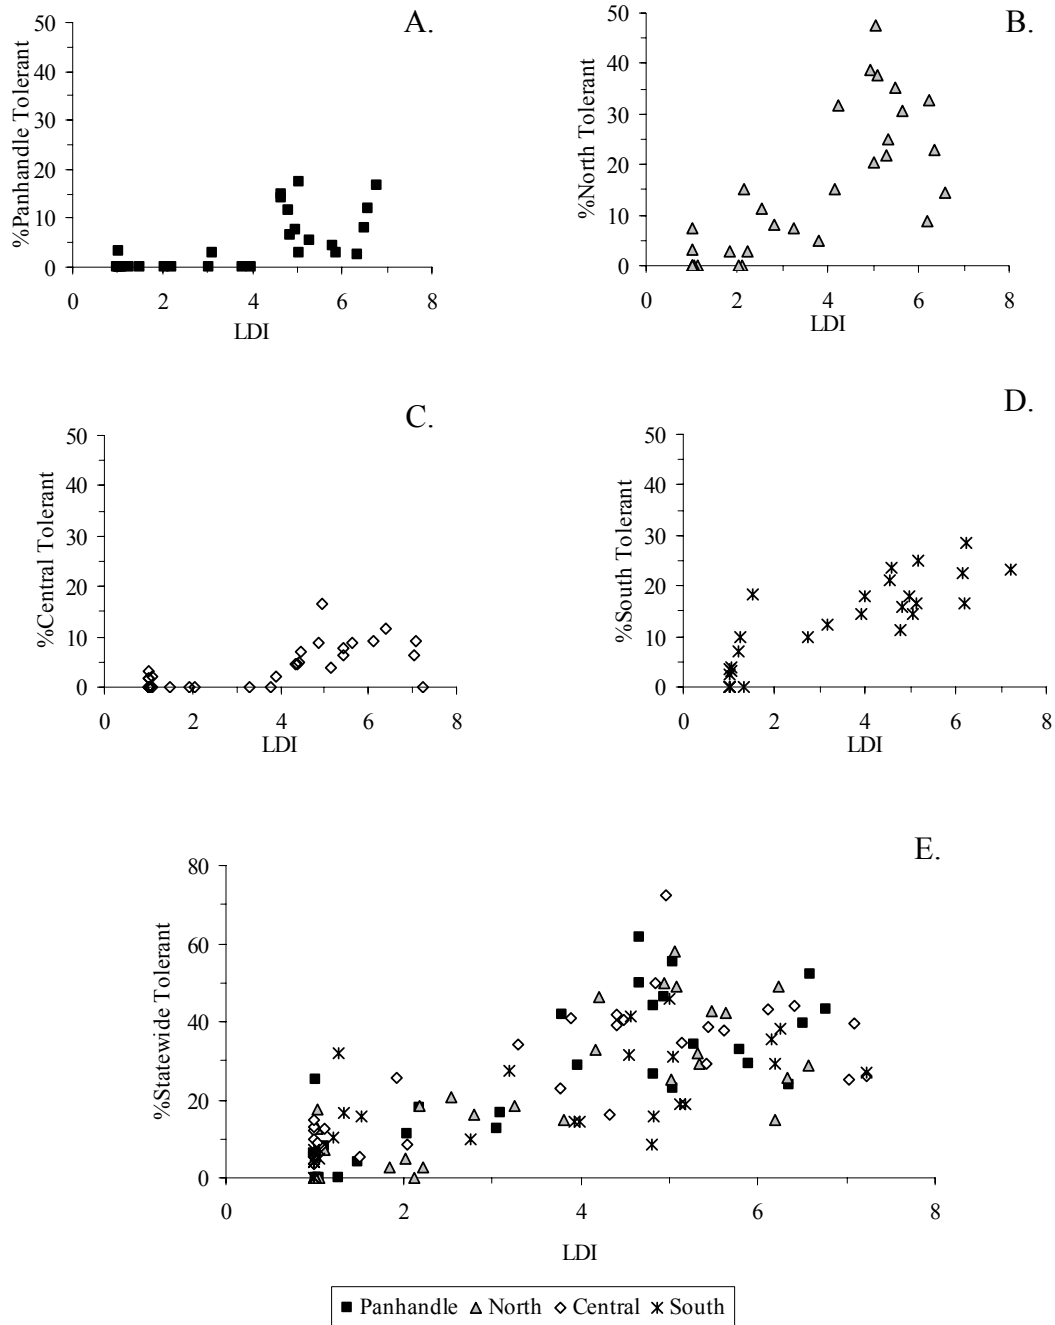 A.
50
40
30
20
10
0
%Panhandle Tolerant
0 2 4 6 8
LDI
B.
50
40
30
20
10
0
%North Tolerant
0 2 4 6 8
LDI
C.
50
40
30
20
10
0
%Central Tolerant
0 2 4 6 8
LDI
D.
50
40
30
20
10
0
%South Tolerant
0 2 4 6 8
LDI
E.
80
60
40
20
0
%Statewide Tolerant
0 2 4 6 8
LDI
Panhandle North Central South